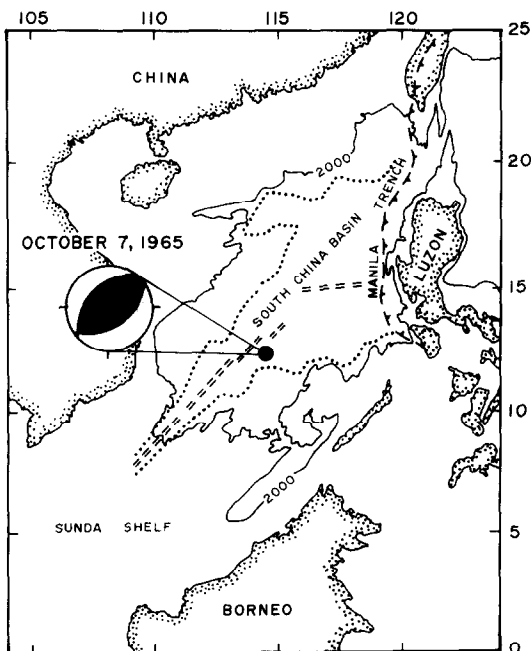 105 110 115 120
25
CHINA
2000
20
MANILA TRENCH
SOUTH CHINA BASIN
LUZON
OCTOBER 7, 1965
15
10
2000
SUNDA SHELF
5
BORNEO
0